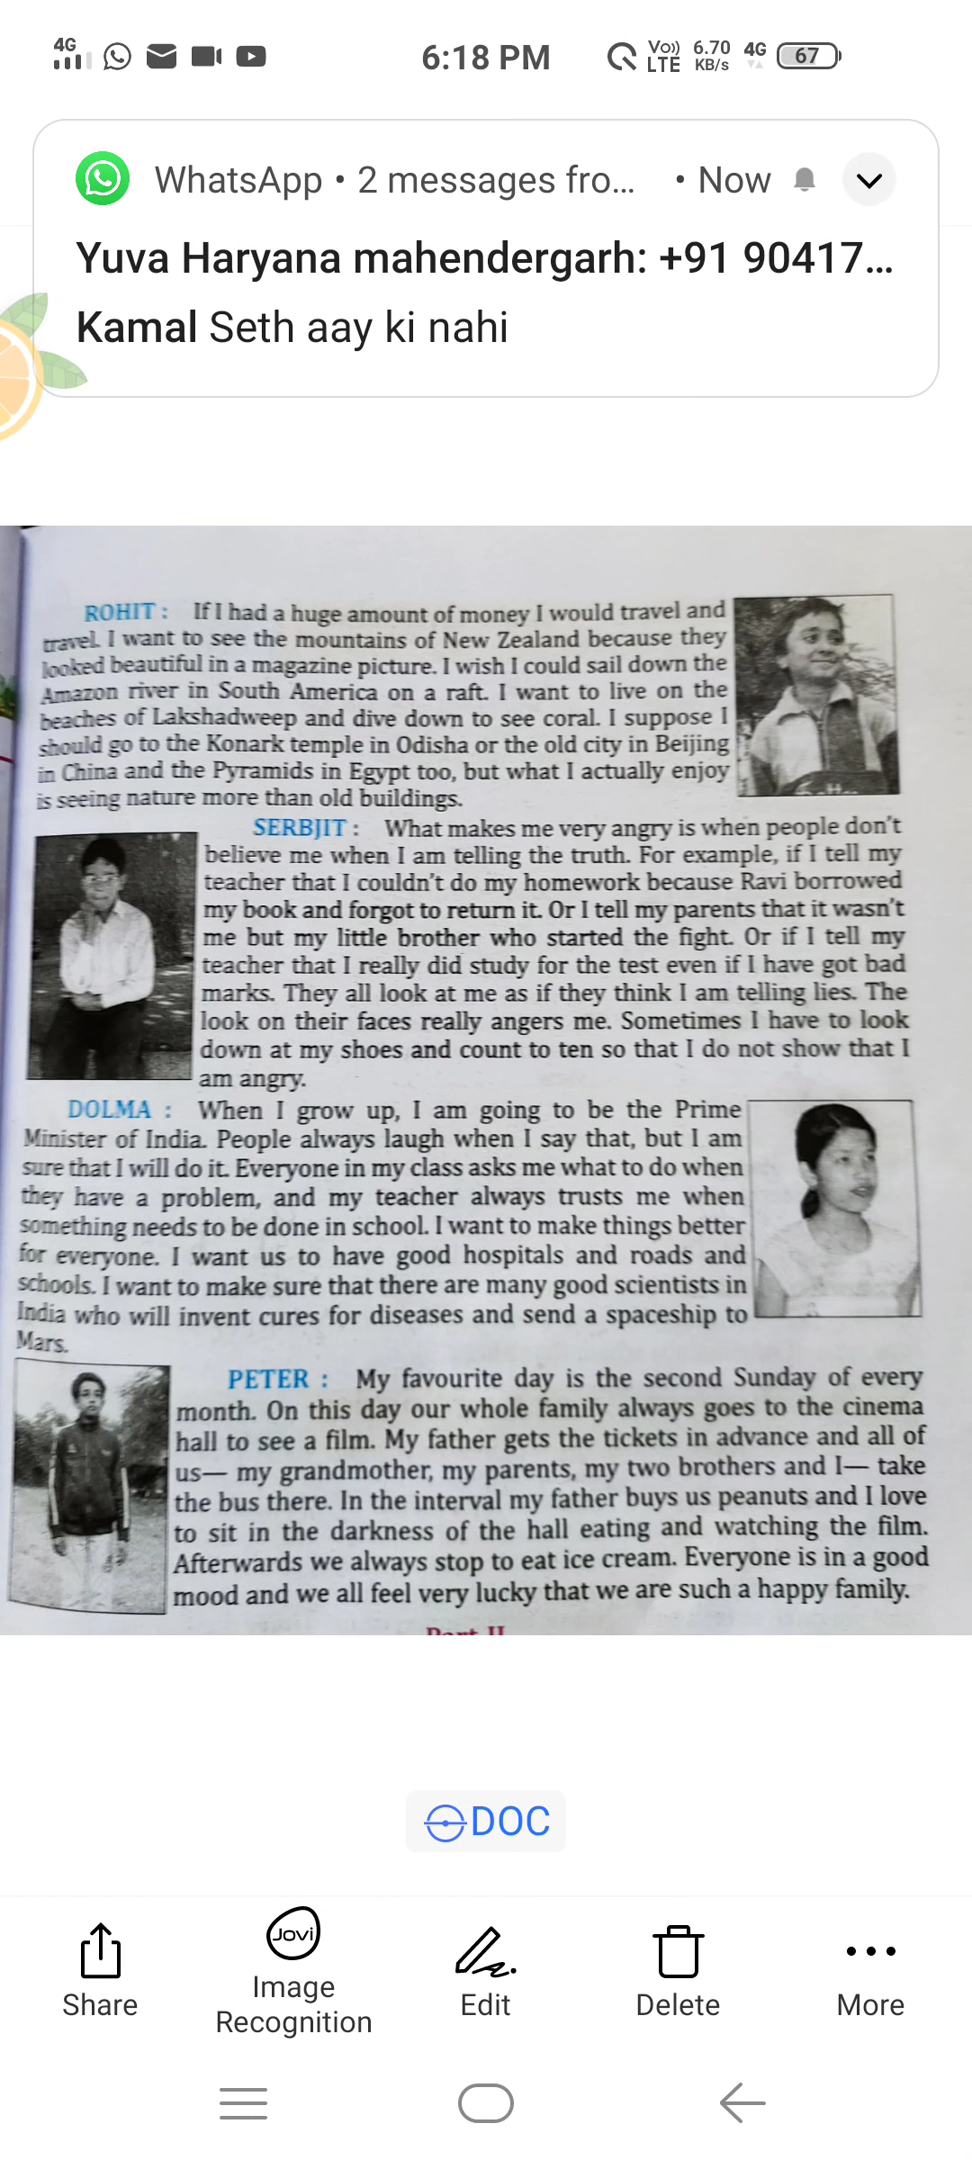 4G
6:18 PM
Vo)) LTE
6.70 KB/s
4G
67
WhatsApp • 2 messages fro... • Now
Yuva Haryana mahendergarh: +91 90417...
Kamal Seth aay ki nahi
ROHIT : If I had a huge amount of money I would travel and
travel. I want to see the mountains of New Zealand because they
looked beautiful in a magazine picture. I wish I could sail down the
Amazon river in South America on a raft. I want to live on the
beaches of Lakshadweep and dive down to see coral. I suppose I
should go to the Konark temple in Odisha or the old city in Beijing
in China and the Pyramids in Egypt too, but what I actually enjoy
is seeing nature more than old buildings.
SERBJIT : What makes me very angry is when people don't
believe me when I am telling the truth. For example, if I tell my
teacher that I couldn't do my homework because Ravi borrowed
my book and forgot to return it. Or I tell my parents that it wasn't
me but my little brother who started the fight. Or if I tell my
teacher that I really did study for the test even if I have got bad
marks. They all look at me as if they think I am telling lies. The
look on their faces really angers me. Sometimes I have to look
down at my shoes and count to ten so that I do not show that I
am angry.
DOLMA : When I grow up, I am going to be the Prime
Minister of India. People always laugh when I say that, but I am
sure that I will do it. Everyone in my class asks me what to do when
they have a problem, and my teacher always trusts me when
something needs to be done in school. I want to make things better
for everyone. I want us to have good hospitals and roads and
schools. I want to make sure that there are many good scientists in
India who will invent cures for diseases and send a spaceship to
Mars.
PETER : My favourite day is the second Sunday of every
month. On this day our whole family always goes to the cinema
hall to see a film. My father gets the tickets in advance and all of
us— my grandmother, my parents, my two brothers and I— take
the bus there. In the interval my father buys us peanuts and I love
to sit in the darkness of the hall eating and watching the film.
Afterwards we always stop to eat ice cream. Everyone is in a good
mood and we all feel very lucky that we are such a happy family.
Part II
DOC
Share
Jovi
Image
Recognition
Edit
Delete
More